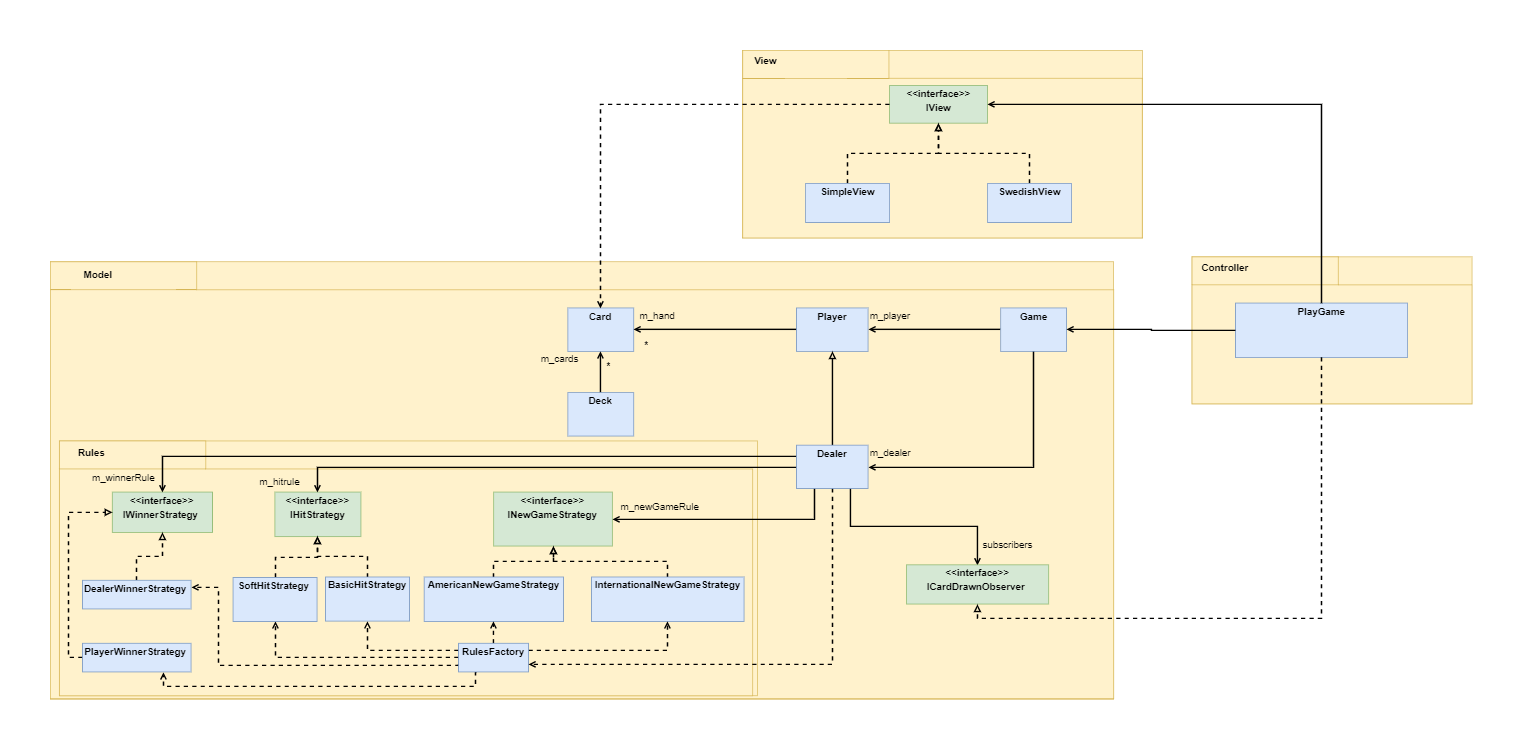 View
<<interface>>
IView
SimpleView
SwedishView
Model
Controller
Card
m_hand
*
Player
m_player
Game
PlayGame
m_cards
*
Deck
Rules
Dealer
m_dealer
m_winnerRule
<<interface>>
IWinnerStrategy
m_hitrule
<<interface>>
IHitStrategy
<<interface>>
INewGameStrategy
m_newGameRule
subscribers
<<interface>>
ICardDrawnObserver
DealerWinnerStrategy
SoftHitStrategy
BasicHitStrategy
AmericanNewGameStrategy
InternationalNewGameStrategy
PlayerWinnerStrategy
RulesFactory